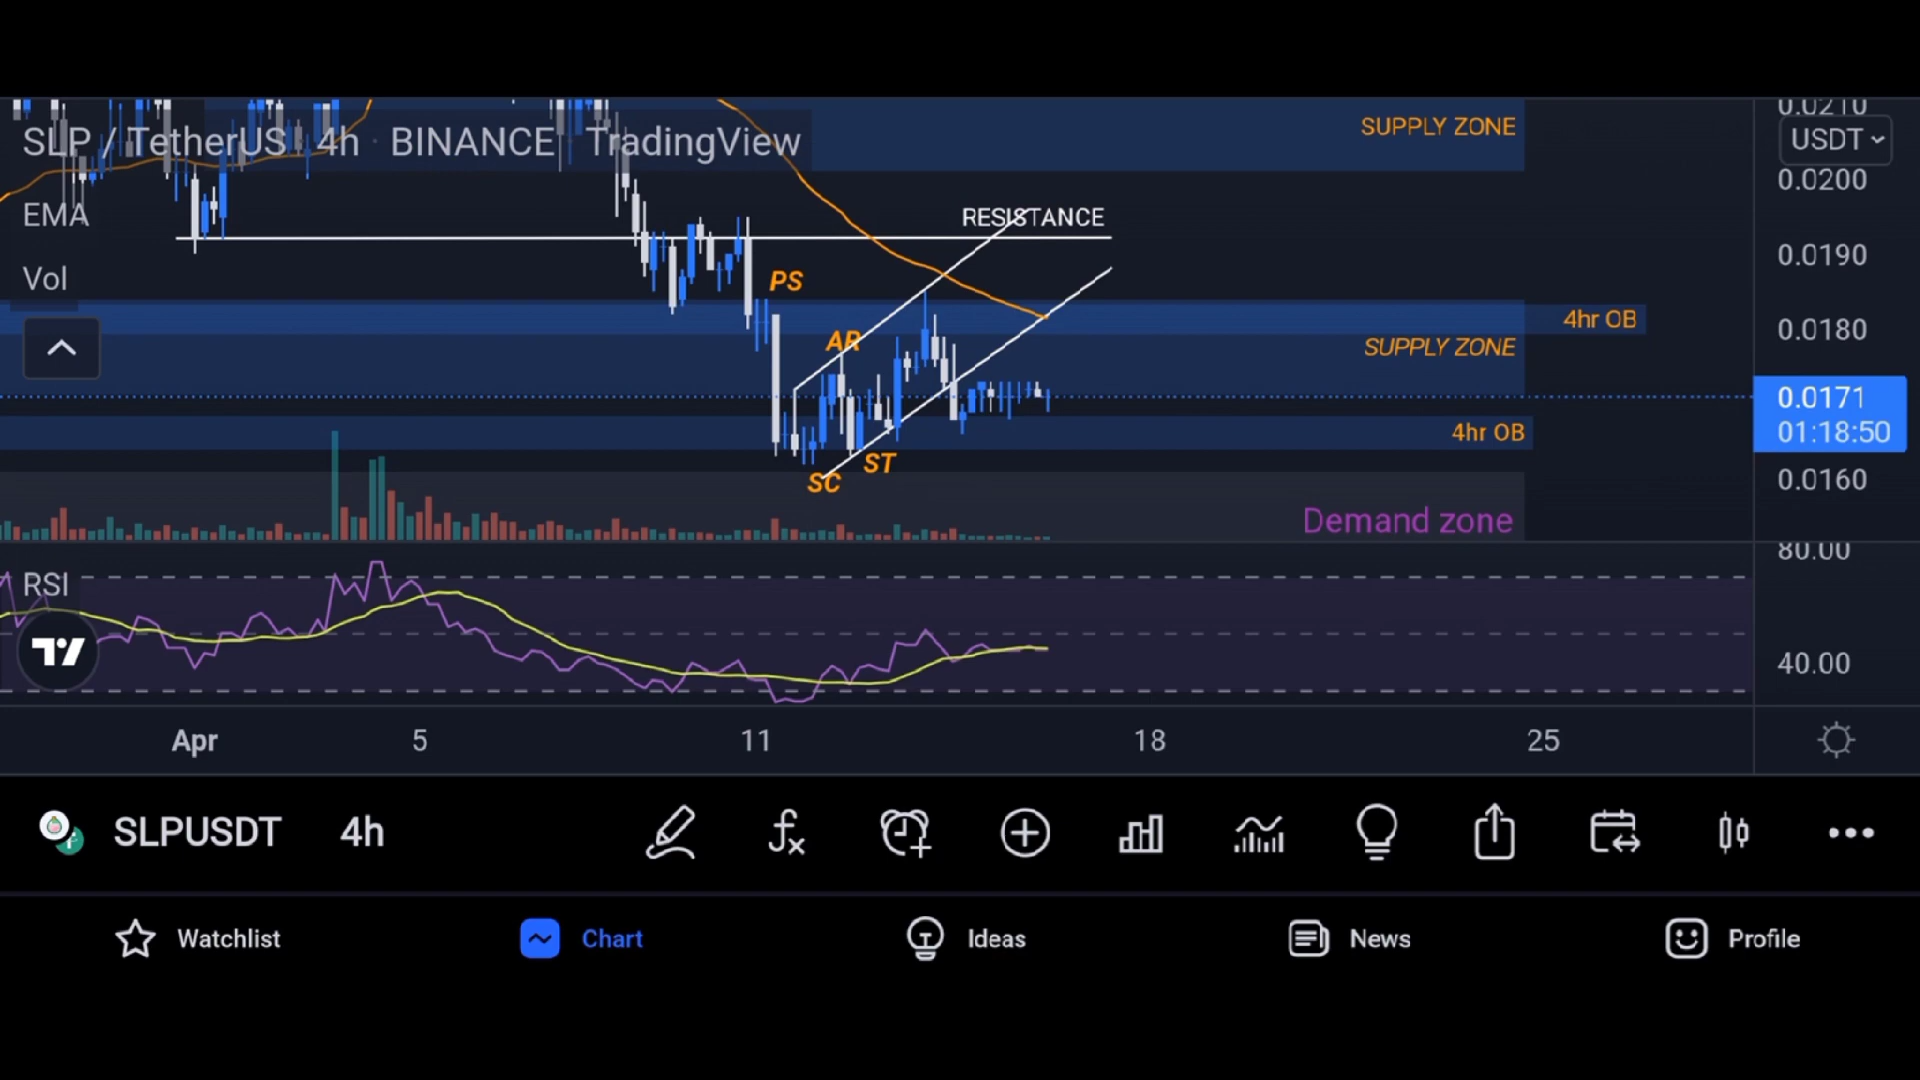 0.0210
SUPPLY ZONE
SLP / TetherUS · 4h · BINANCE · TradingView
USDT
0.0200
EMA
RESISTANCE
0.0190
Vol
PS
4hr OB
0.0180
AR
SUPPLY ZONE
0.0171
01:18:50
4hr OB
ST
SC
0.0160
Demand zone
80.00
RSI
40.00
Apr 5 11 18 25
SLPUSDT 4h
Watchlist Chart Ideas News Profile